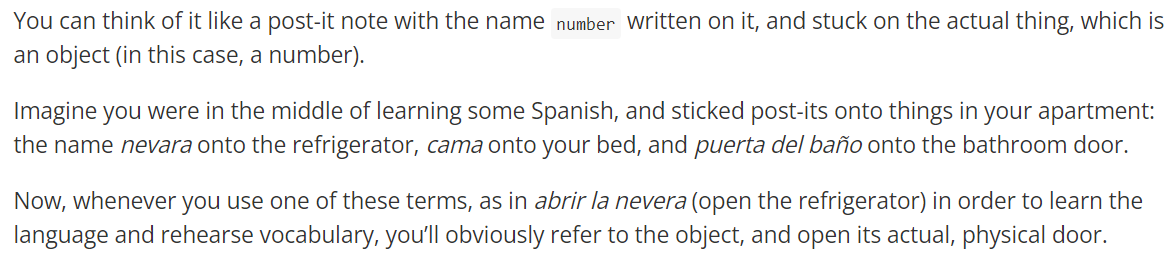 You can think of it like a post-it note with the name number written on it, and stuck on the actual thing, which is
an object (in this case, a number).
Imagine you were in the middle of learning some Spanish, and sticked post-its onto things in your apartment:
the name nevara onto the refrigerator, cama onto your bed, and puerta del baño onto the bathroom door.
Now, whenever you use one of these terms, as in abrir la nevera (open the refrigerator) in order to learn the
language and rehearse vocabulary, you’ll obviously refer to the object, and open its actual, physical door.